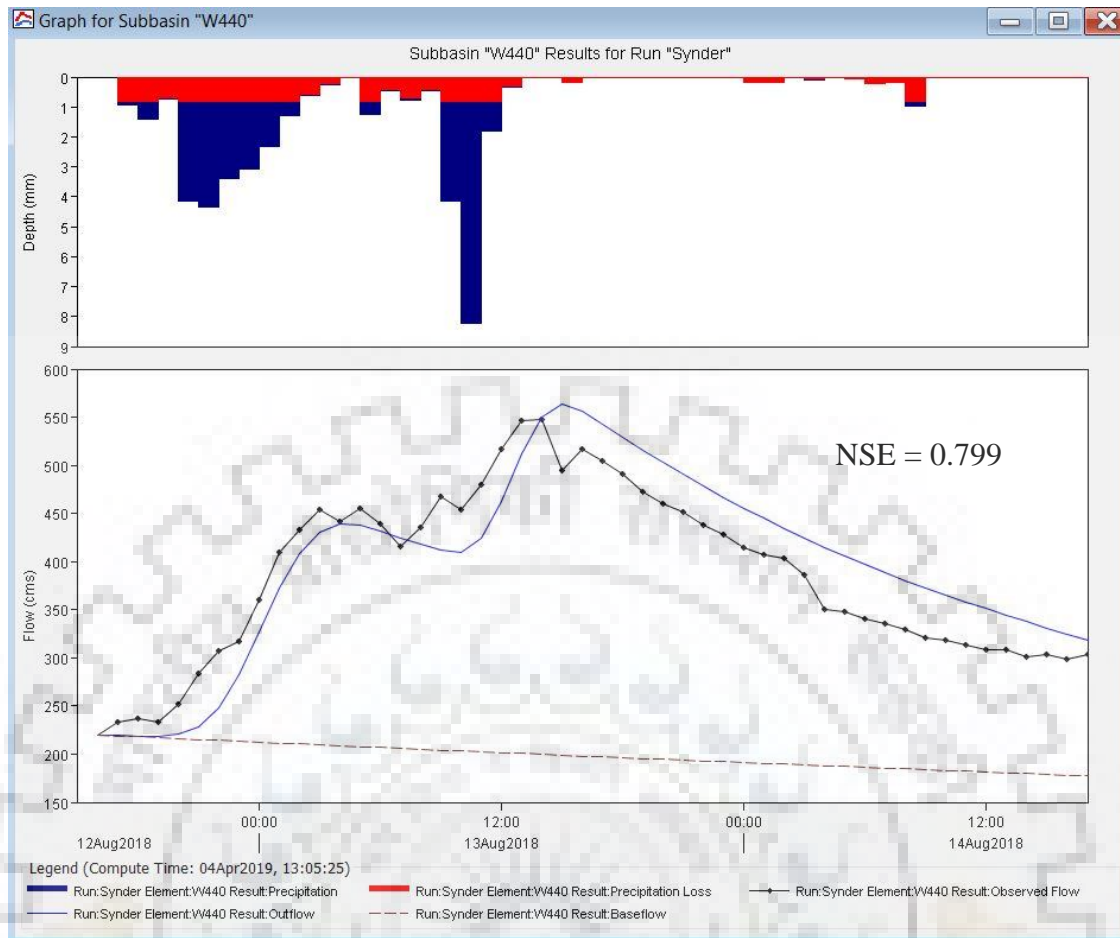 Graph for Subbasin "W440"
Subbasin "W440" Results for Run "Synder"
0
1
2
3
4
5
6
7
8
9
Depth (mm)
600
550
500
450
400
350
300
250
200
150
Flow (cms)
NSE = 0.799
00:00
12:00
00:00
12:00
12Aug2018
13Aug2018
14Aug2018
Legend (Compute Time: 04Apr2019, 13:05:25)
Run:Synder Element:W440 Result:Precipitation
Run:Synder Element:W440 Result:Precipitation Loss
Run:Synder Element:W440 Result:Observed Flow
Run:Synder Element:W440 Result:Outflow
Run:Synder Element:W440 Result:Baseflow